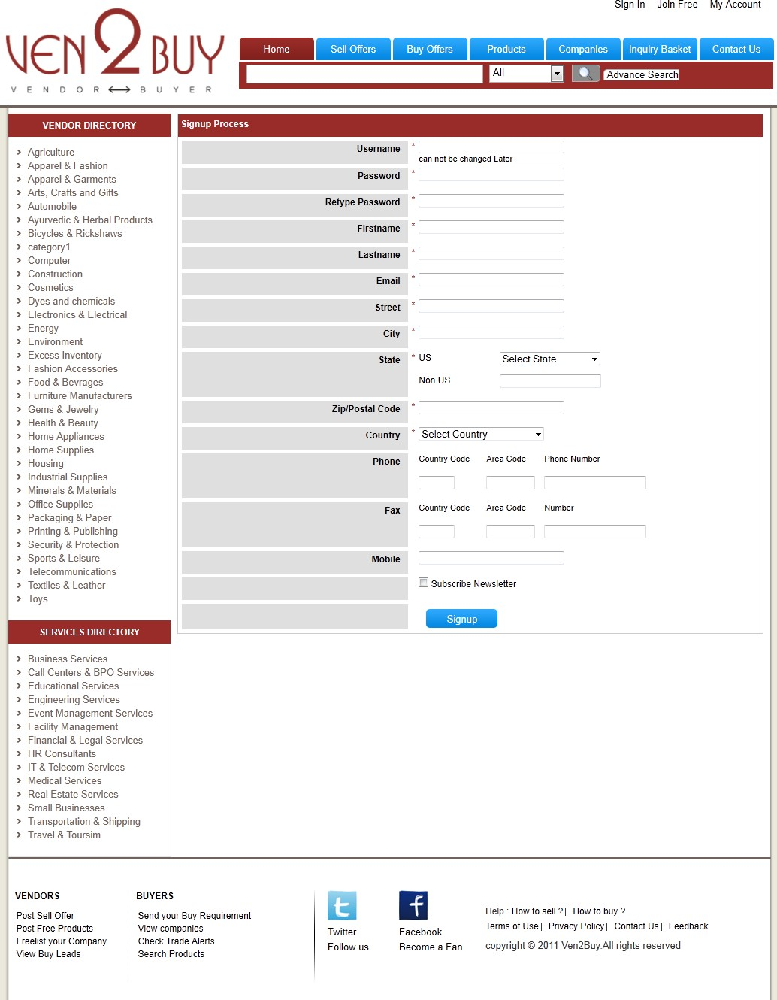 Sign In Join Free My Account
VEN 2 BUY
VENDOR BUYER
Home Sell Offers Buy Offers Products Companies Inquiry Basket Contact Us
All Advance Search
VENDOR DIRECTORY
Agriculture
Apparel & Fashion
Apparel & Garments
Arts, Crafts and Gifts
Automobile
Ayurvedic & Herbal Products
Bicycles & Rickshaws
category1
Computer
Construction
Cosmetics
Dyes and chemicals
Electronics & Electrical
Energy
Environment
Excess Inventory
Fashion Accessories
Food & Bevrages
Furniture Manufacturers
Gems & Jewelry
Health & Beauty
Home Appliances
Home Supplies
Housing
Industrial Supplies
Minerals & Materials
Office Supplies
Packaging & Paper
Printing & Publishing
Security & Protection
Sports & Leisure
Telecommunications
Textiles & Leather
Toys
SERVICES DIRECTORY
Business Services
Call Centers & BPO Services
Educational Services
Engineering Services
Event Management Services
Facility Management
Financial & Legal Services
HR Consultants
IT & Telecom Services
Medical Services
Real Estate Services
Small Businesses
Transportation & Shipping
Travel & Toursim
Signup Process
Username *
can not be changed Later
Password *
Retype Password *
Firstname *
Lastname *
Email *
Street *
City *
State * US Select State
Non US
Zip/Postal Code *
Country * Select Country
Phone Country Code Area Code Phone Number
Fax Country Code Area Code Number
Mobile
Subscribe Newsletter
Signup
VENDORS
Post Sell Offer
Post Free Products
Freelist your Company
View Buy Leads
BUYERS
Send your Buy Requirement
View companies
Check Trade Alerts
Search Products
Twitter
Follow us
Facebook
Become a Fan
Help : How to sell ? | How to buy ?
Terms of Use | Privacy Policy | Contact Us | Feedback
copyright © 2011 Ven2Buy.All rights reserved